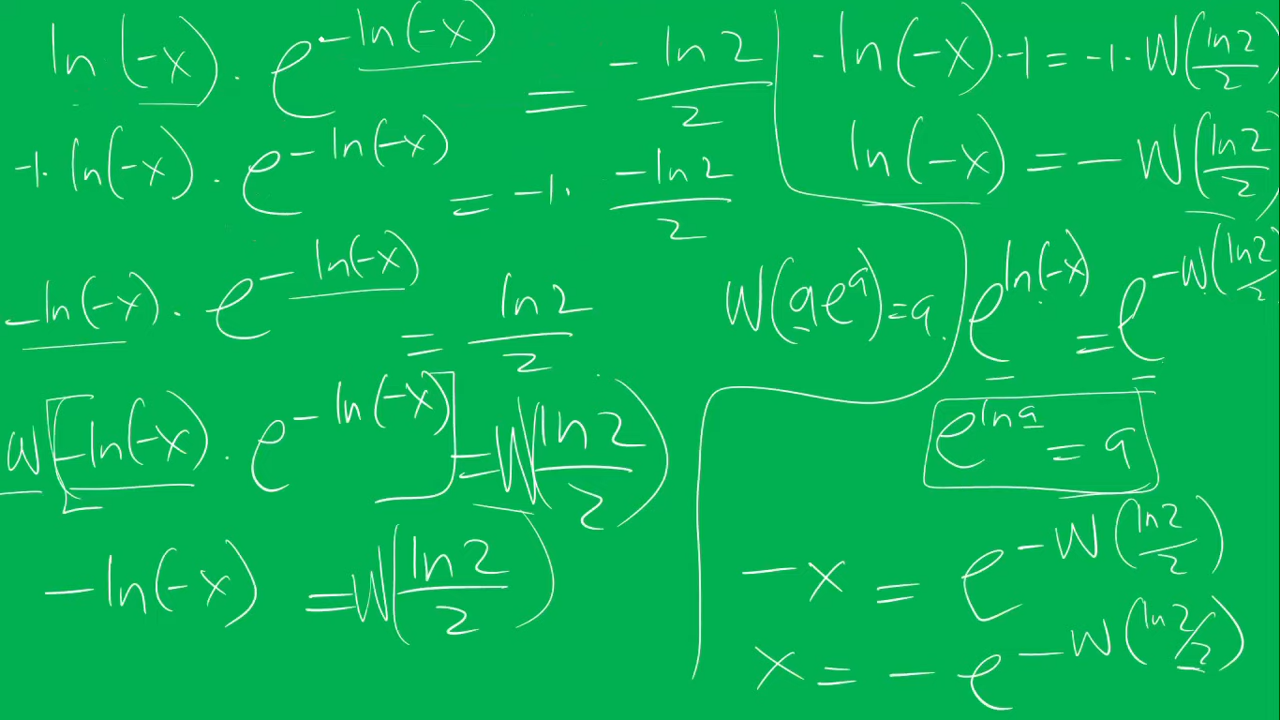 ln(-x) · e^{-ln(-x)} = -ln2/2
-1 · ln(-x) · e^{-ln(-x)} = -1 · -ln2/2
-ln(-x) · e^{-ln(-x)} = ln2/2
W[-ln(-x) · e^{-ln(-x)}] = W(ln2/2)
-ln(-x) = W(ln2/2)
W(ae^a) = a.
-ln(-x) · -1 = -1 · W(ln2/2)
ln(-x) = -W(ln2/2)
e^{ln(-x)} = e^{-W(ln2/2)}
e^{ln a} = a
-x = e^{-W(ln2/2)}
x = -e^{-W(ln2/2)}